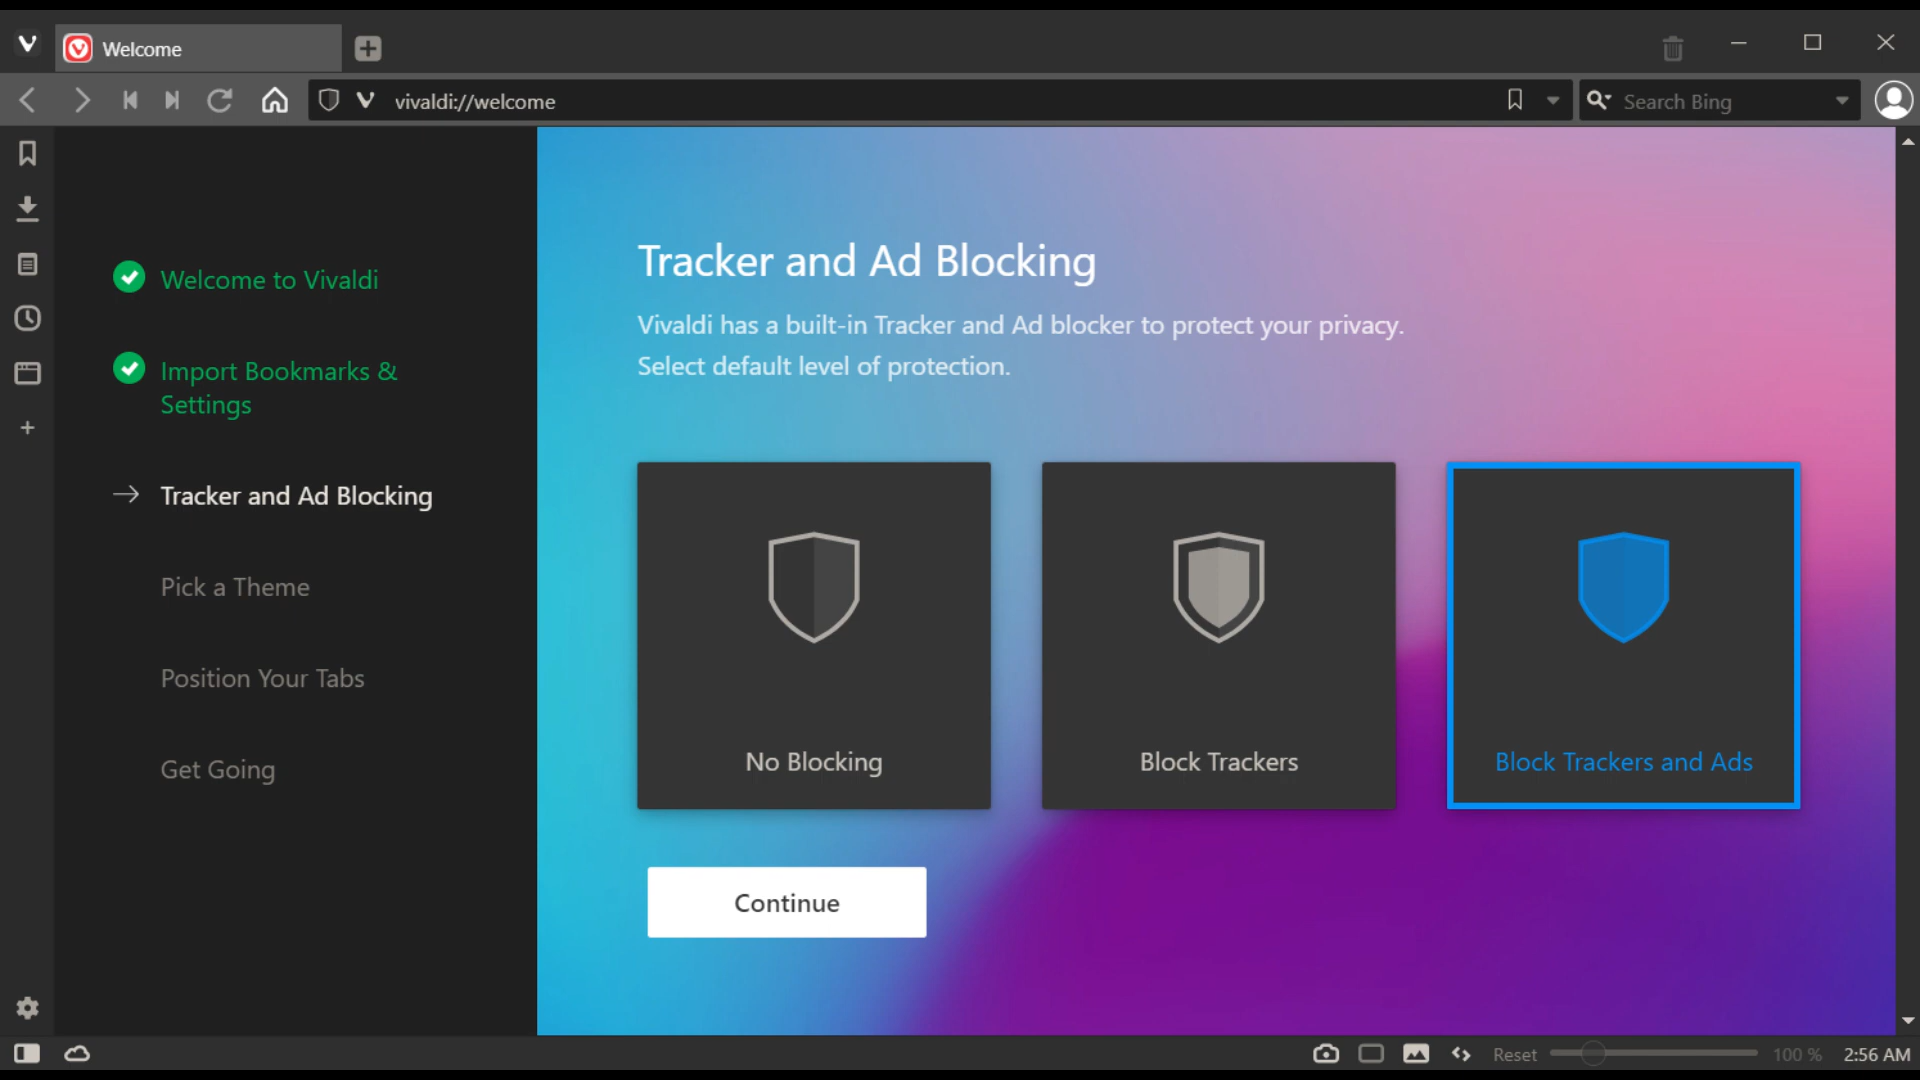 Welcome
vivaldi://welcome
Search Bing
Welcome to Vivaldi
Import Bookmarks &
Settings
Tracker and Ad Blocking
Pick a Theme
Position Your Tabs
Get Going
Tracker and Ad Blocking
Vivaldi has a built-in Tracker and Ad blocker to protect your privacy.
Select default level of protection.
No Blocking
Block Trackers
Block Trackers and Ads
Continue
Reset
100 %
2:56 AM